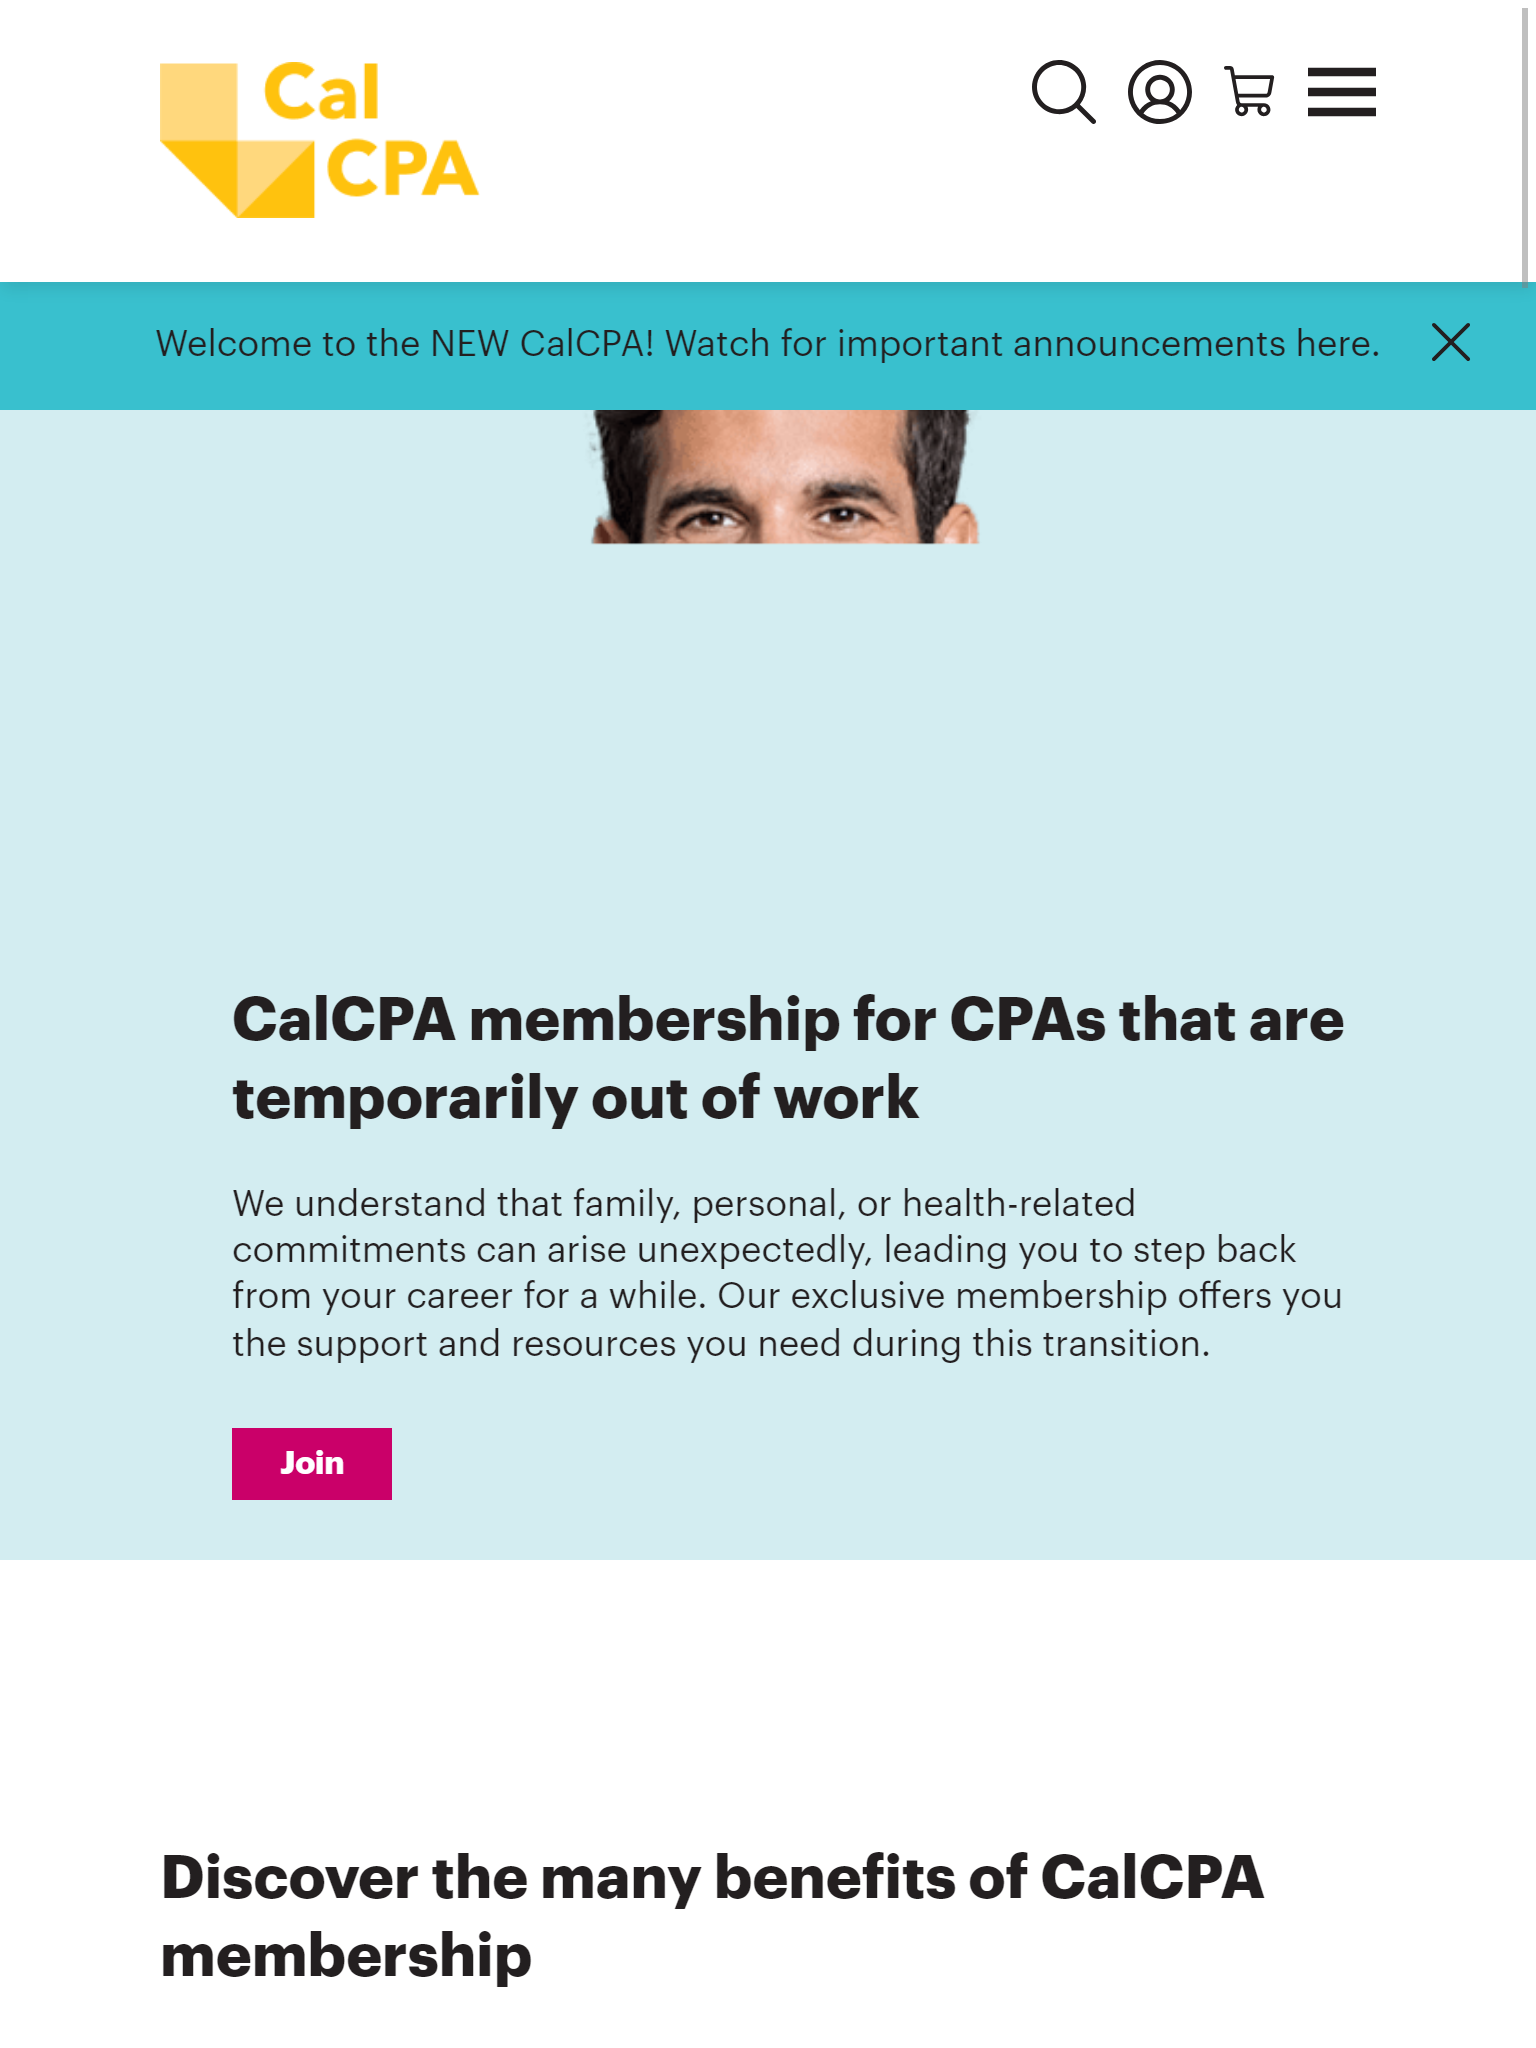 Cal
CPA
Welcome to the NEW CalCPA! Watch for important announcements here.
CalCPA membership for CPAs that are
temporarily out of work
We understand that family, personal, or health-related
commitments can arise unexpectedly, leading you to step back
from your career for a while. Our exclusive membership offers you
the support and resources you need during this transition.
Join
Discover the many benefits of CalCPA
membership